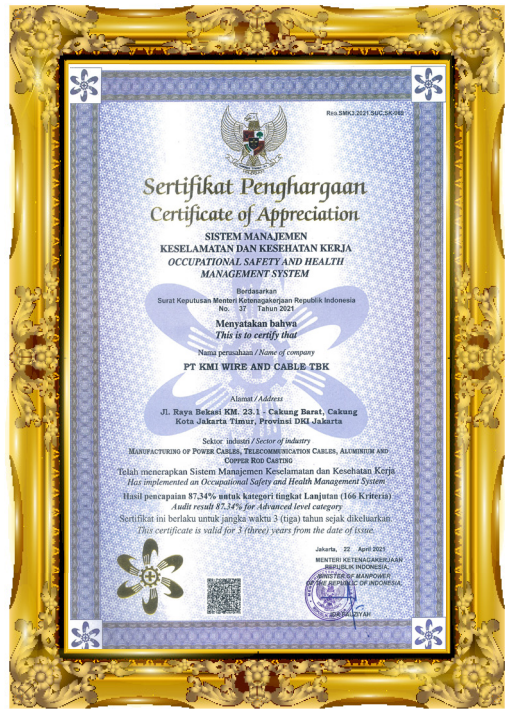 Reg.SMK3.2021.SUC.SK-060
Sertifikat Penghargaan
Certificate of Appreciation
SISTEM MANAJEMEN
KESELAMATAN DAN KESEHATAN KERJA
OCCUPATIONAL SAFETY AND HEALTH
MANAGEMENT SYSTEM
Berdasarkan
Surat Keputusan Menteri Ketenagakerjaan Republik Indonesia
No. 37 Tahun 2021
Menyatakan bahwa
This is to certify that
Nama perusahaan / Name of company
PT KMI WIRE AND CABLE TBK
Alamat / Address
Jl. Raya Bekasi KM. 23.1 - Cakung Barat, Cakung
Kota Jakarta Timur, Provinsi DKI Jakarta
Sektor industri / Sector of industry
MANUFACTURING OF POWER CABLES, TELECOMMUNICATION CABLES, ALUMINIUM AND
COPPER ROD CASTING
Telah menerapkan Sistem Manajemen Keselamatan dan Kesehatan Kerja
Has implemented an Occupational Safety and Health Management System
Hasil pencapaian 87,34% untuk kategori tingkat Lanjutan (166 Kriteria)
Audit result 87.34% for Advanced level category
Sertifikat ini berlaku untuk jangka waktu 3 (tiga) tahun sejak dikeluarkan.
This certificate is valid for 3 (three) years from the date of issue.
Jakarta, 22 April 2021
MENTERI KETENAGAKERJAAN
REPUBLIK INDONESIA,
MINISTER OF MANPOWER
OF THE REPUBLIC OF INDONESIA,
IDA FAUZIYAH